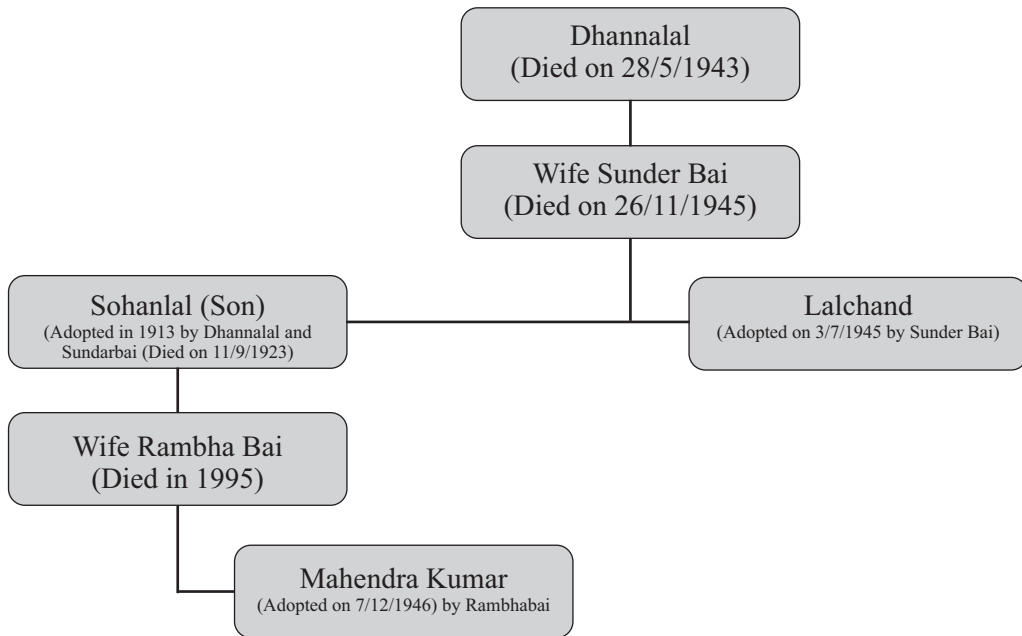 Dhannalal
(Died on 28/5/1943)
Wife Sunder Bai
(Died on 26/11/1945)
Sohanlal (Son)
(Adopted in 1913 by Dhannalal and
Sundarbai (Died on 11/9/1923)
Lalchand
(Adopted on 3/7/1945 by Sunder Bai)
Wife Rambha Bai
(Died in 1995)
Mahendra Kumar
(Adopted on 7/12/1946) by Rambhabai